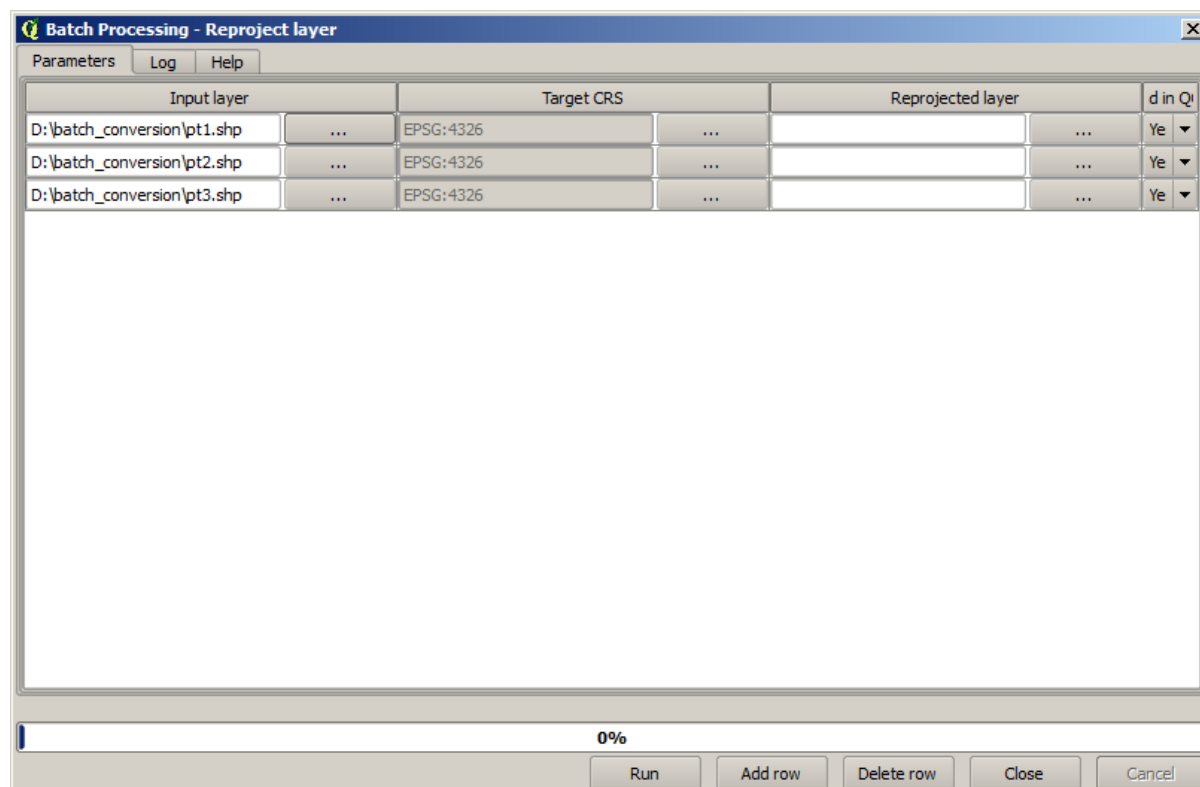 Batch Processing - Reproject layer
Parameters Log Help
Input layer Target CRS Reprojected layer d in Q
D:\batch_conversion\pt1.shp ... EPSG:4326 ... ... Ye
D:\batch_conversion\pt2.shp ... EPSG:4326 ... ... Ye
D:\batch_conversion\pt3.shp ... EPSG:4326 ... ... Ye
0%
Run Add row Delete row Close Cancel